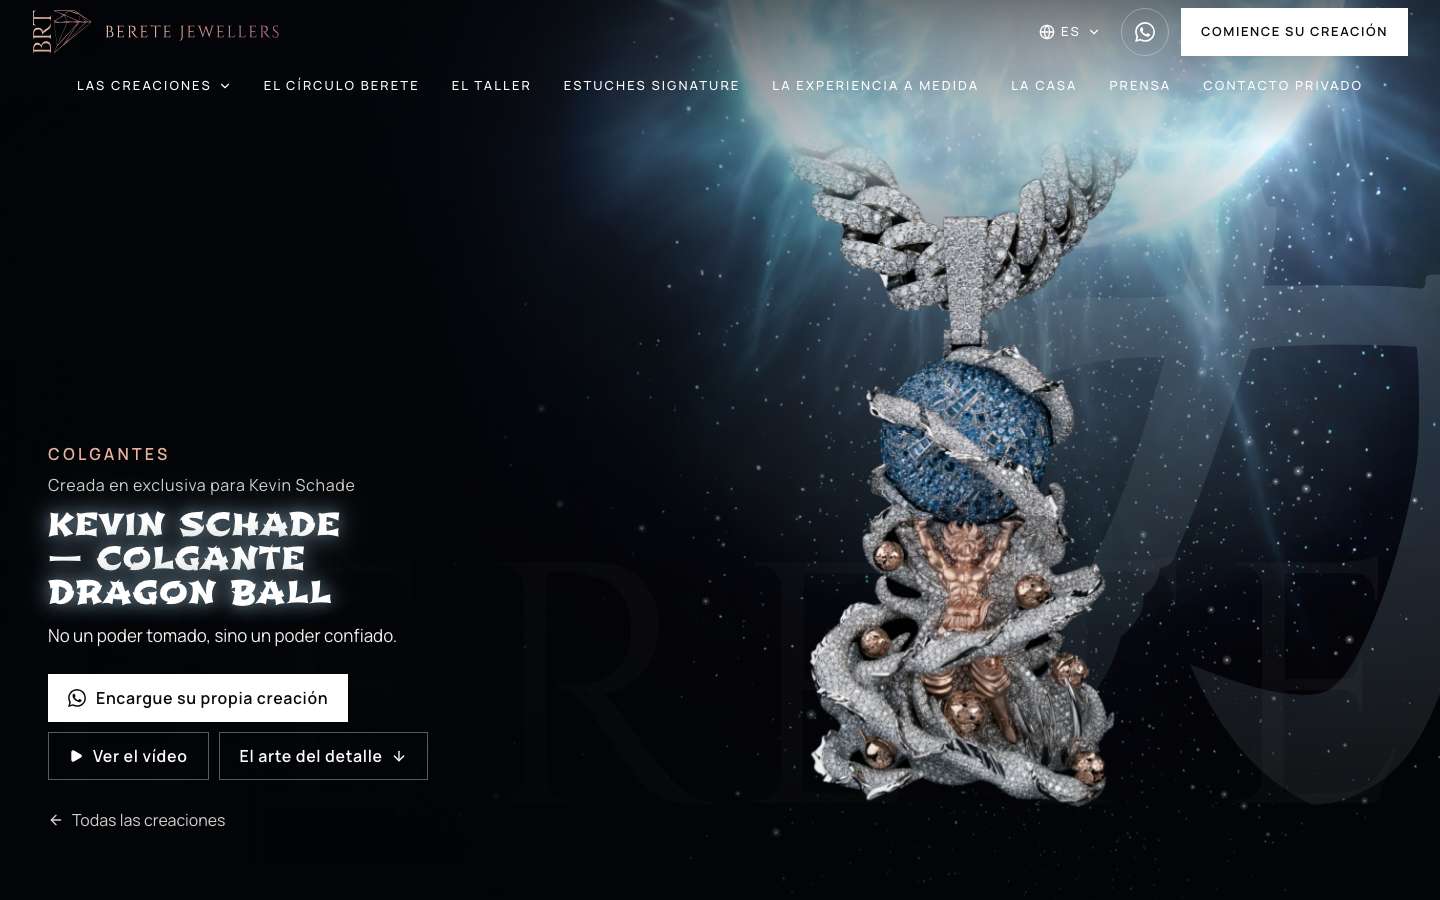 BRT BERETE JEWELLERS
ES
COMIENCE SU CREACIÓN
LAS CREACIONES
EL CÍRCULO BERETE
EL TALLER
ESTUCHES SIGNATURE
LA EXPERIENCIA A MEDIDA
LA CASA
PRENSA
CONTACTO PRIVADO
COLGANTES
Creada en exclusiva para Kevin Schade
KEVIN SCHADE
— COLGANTE
DRAGON BALL
No un poder tomado, sino un poder confiado.
Encargue su propia creación
Ver el vídeo
El arte del detalle ↓
← Todas las creaciones